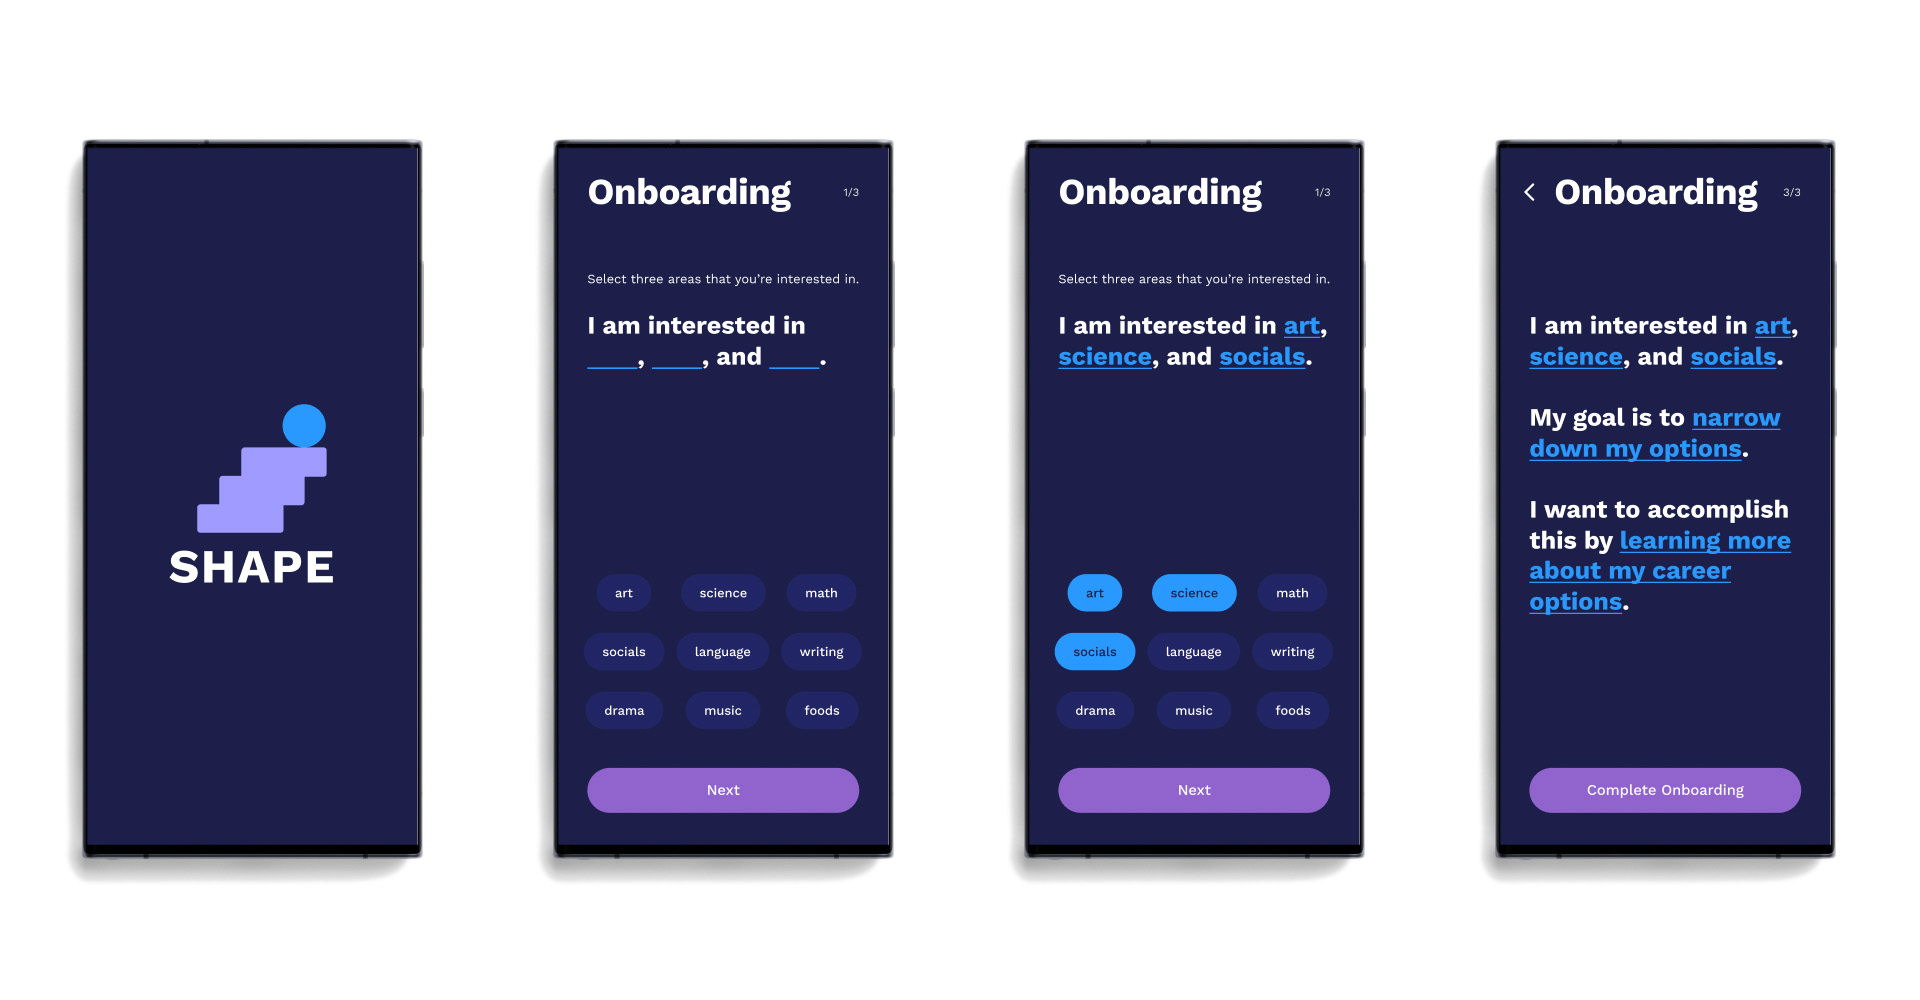 SHAPE
Onboarding 1/3
Select three areas that you're interested in.
I am interested in
____, ____, and ____.
art science math
socials language writing
drama music foods
Next
Onboarding 1/3
Select three areas that you're interested in.
I am interested in art,
science, and socials.
art science math
socials language writing
drama music foods
Next
Onboarding 3/3
I am interested in art,
science, and socials.
My goal is to narrow
down my options.
I want to accomplish
this by learning more
about my career
options.
Complete Onboarding